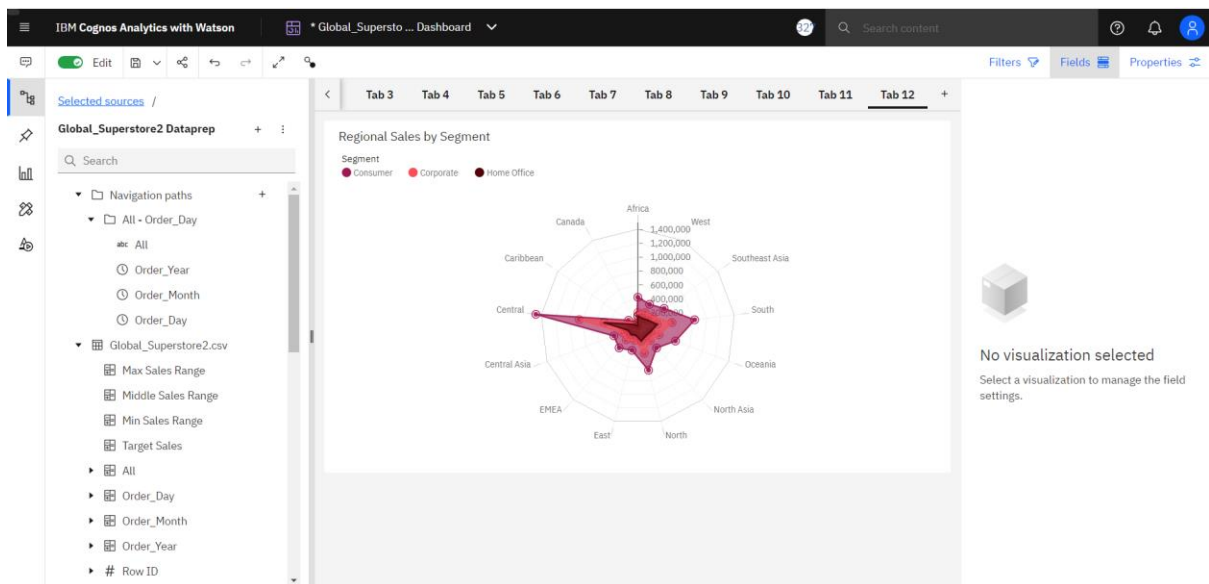 IBM Cognos Analytics with Watson
* Global_Supersto ... Dashboard
Search content
Edit
Filters
Fields
Properties
Selected sources /
Global_Superstore2 Dataprep
Search
Navigation paths
All - Order_Day
abc All
Order_Year
Order_Month
Order_Day
Global_Superstore2.csv
Max Sales Range
Middle Sales Range
Min Sales Range
Target Sales
All
Order_Day
Order_Month
Order_Year
# Row ID
Tab 3 Tab 4 Tab 5 Tab 6 Tab 7 Tab 8 Tab 9 Tab 10 Tab 11 Tab 12 +
Regional Sales by Segment
Segment
Consumer Corporate Home Office
Africa
Canada West
1,400,000
1,200,000
Caribbean 1,000,000 Southeast Asia
800,000
600,000
400,000
Central South
Central Asia Oceania
EMEA North Asia
East North
No visualization selected
Select a visualization to manage the field
settings.